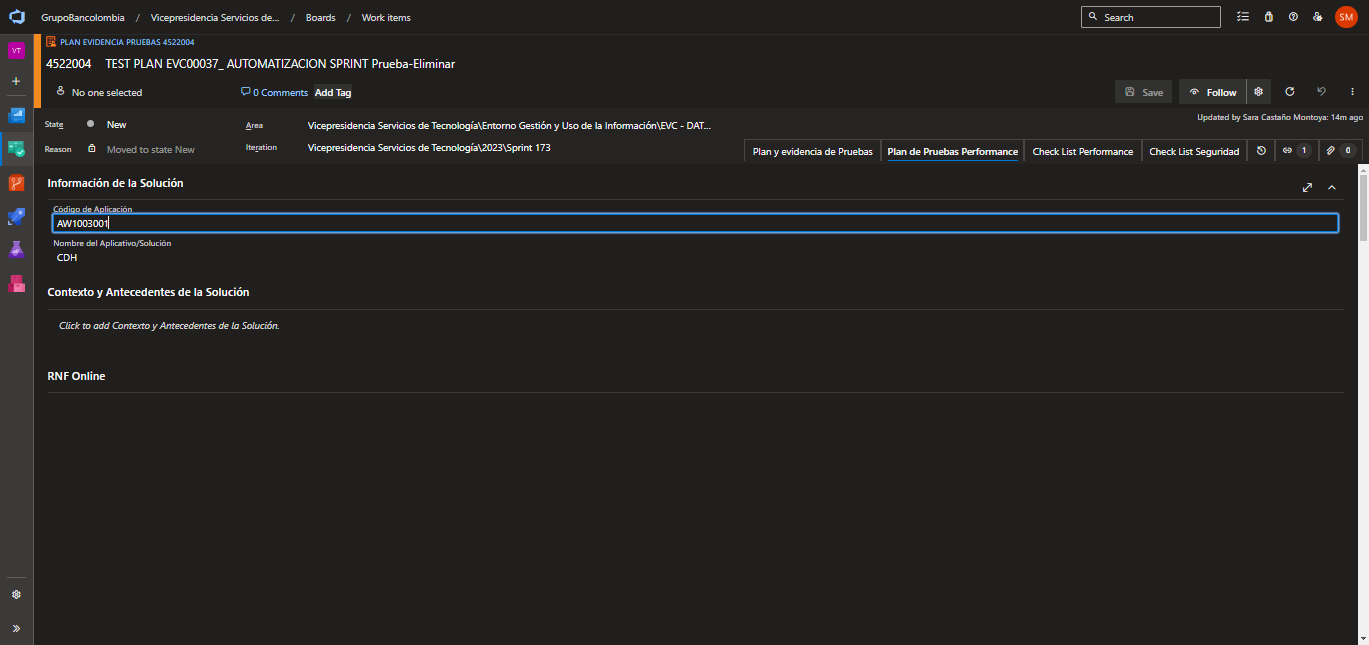 GrupoBancolombia / Vicepresidencia Servicios de... / Boards / Work items
Search
SM
VT
PLAN EVIDENCIA PRUEBAS 4522004
4522004 TEST PLAN EVC00037_ AUTOMATIZACION SPRINT Prueba-Eliminar
No one selected
0 Comments
Add Tag
Save
Follow
Updated by Sara Castaño Montoya: 14m ago
State
New
Area
Vicepresidencia Servicios de Tecnología\Entorno Gestión y Uso de la Información\EVC - DAT...
Reason
Moved to state New
Iteration
Vicepresidencia Servicios de Tecnología\2023\Sprint 173
Plan y evidencia de Pruebas
Plan de Pruebas Performance
Check List Performance
Check List Seguridad
1
0
Información de la Solución
Código de Aplicación
AW1003001
Nombre del Aplicativo/Solución
CDH
Contexto y Antecedentes de la Solución
Click to add Contexto y Antecedentes de la Solución.
RNF Online